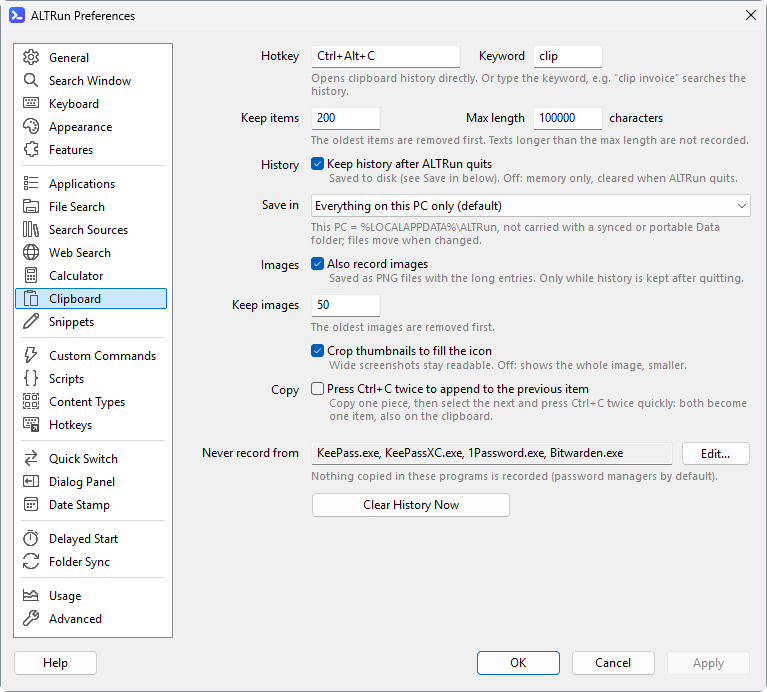 ALTRun Preferences
General
Search Window
Keyboard
Appearance
Features
Applications
File Search
Search Sources
Web Search
Calculator
Clipboard
Snippets
Custom Commands
Scripts
Content Types
Hotkeys
Quick Switch
Dialog Panel
Date Stamp
Delayed Start
Folder Sync
Usage
Advanced
Hotkey Ctrl+Alt+C Keyword clip
Opens clipboard history directly. Or type the keyword, e.g. "clip invoice" searches the
history.
Keep items 200 Max length 100000 characters
The oldest items are removed first. Texts longer than the max length are not recorded.
History Keep history after ALTRun quits
Saved to disk (see Save in below). Off: memory only, cleared when ALTRun quits.
Save in Everything on this PC only (default)
This PC = %LOCALAPPDATA%\ALTRun, not carried with a synced or portable Data
folder; files move when changed.
Images Also record images
Saved as PNG files with the long entries. Only while history is kept after quitting.
Keep images 50
The oldest images are removed first.
Crop thumbnails to fill the icon
Wide screenshots stay readable. Off: shows the whole image, smaller.
Copy Press Ctrl+C twice to append to the previous item
Copy one piece, then select the next and press Ctrl+C twice quickly: both become
one item, also on the clipboard.
Never record from KeePass.exe, KeePassXC.exe, 1Password.exe, Bitwarden.exe Edit...
Nothing copied in these programs is recorded (password managers by default).
Clear History Now
Help OK Cancel Apply